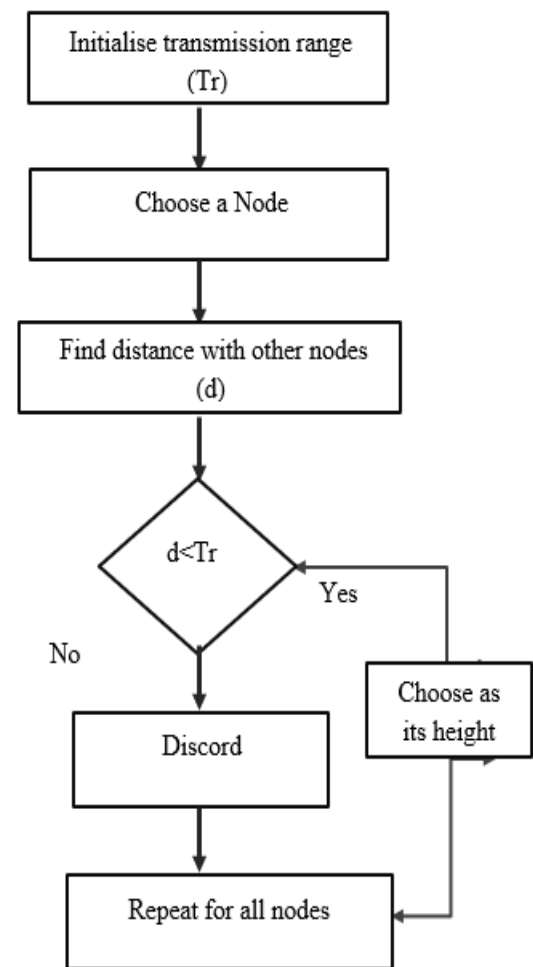 Initialise transmission range
(Tr)
Choose a Node
Find distance with other nodes
(d)
d<Tr
Yes
No
Choose as
its height
Discord
Repeat for all nodes